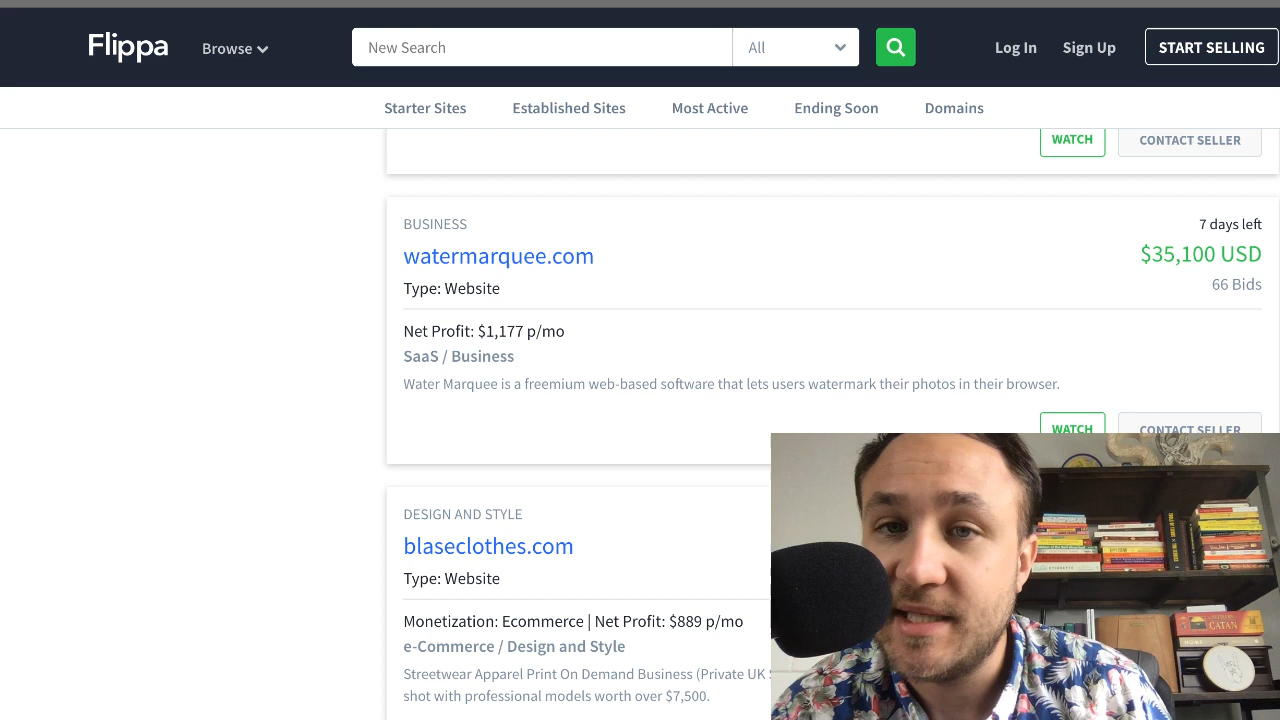 Flippa
Browse
New Search
All
Log In
Sign Up
START SELLING
Starter Sites
Established Sites
Most Active
Ending Soon
Domains
WATCH
CONTACT SELLER
BUSINESS
7 days left
watermarquee.com
$35,100 USD
Type: Website
66 Bids
Net Profit: $1,177 p/mo
SaaS / Business
Water Marquee is a freemium web-based software that lets users watermark their photos in their browser.
WATCH
CONTACT SELLER
DESIGN AND STYLE
blaseclothes.com
Type: Website
Monetization: Ecommerce | Net Profit: $889 p/mo
e-Commerce / Design and Style
Streetwear Apparel Print On Demand Business (Private UK
shot with professional models worth over $7,500.
CATAN